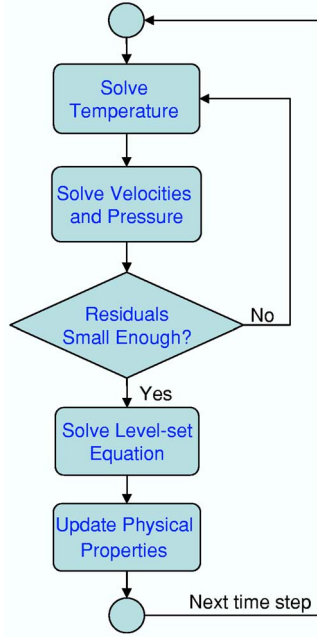 Solve
Temperature
Solve Velocities
and Pressure
Residuals
Small Enough?
No
Yes
Solve Level-set
Equation
Update Physical
Properties
Next time step